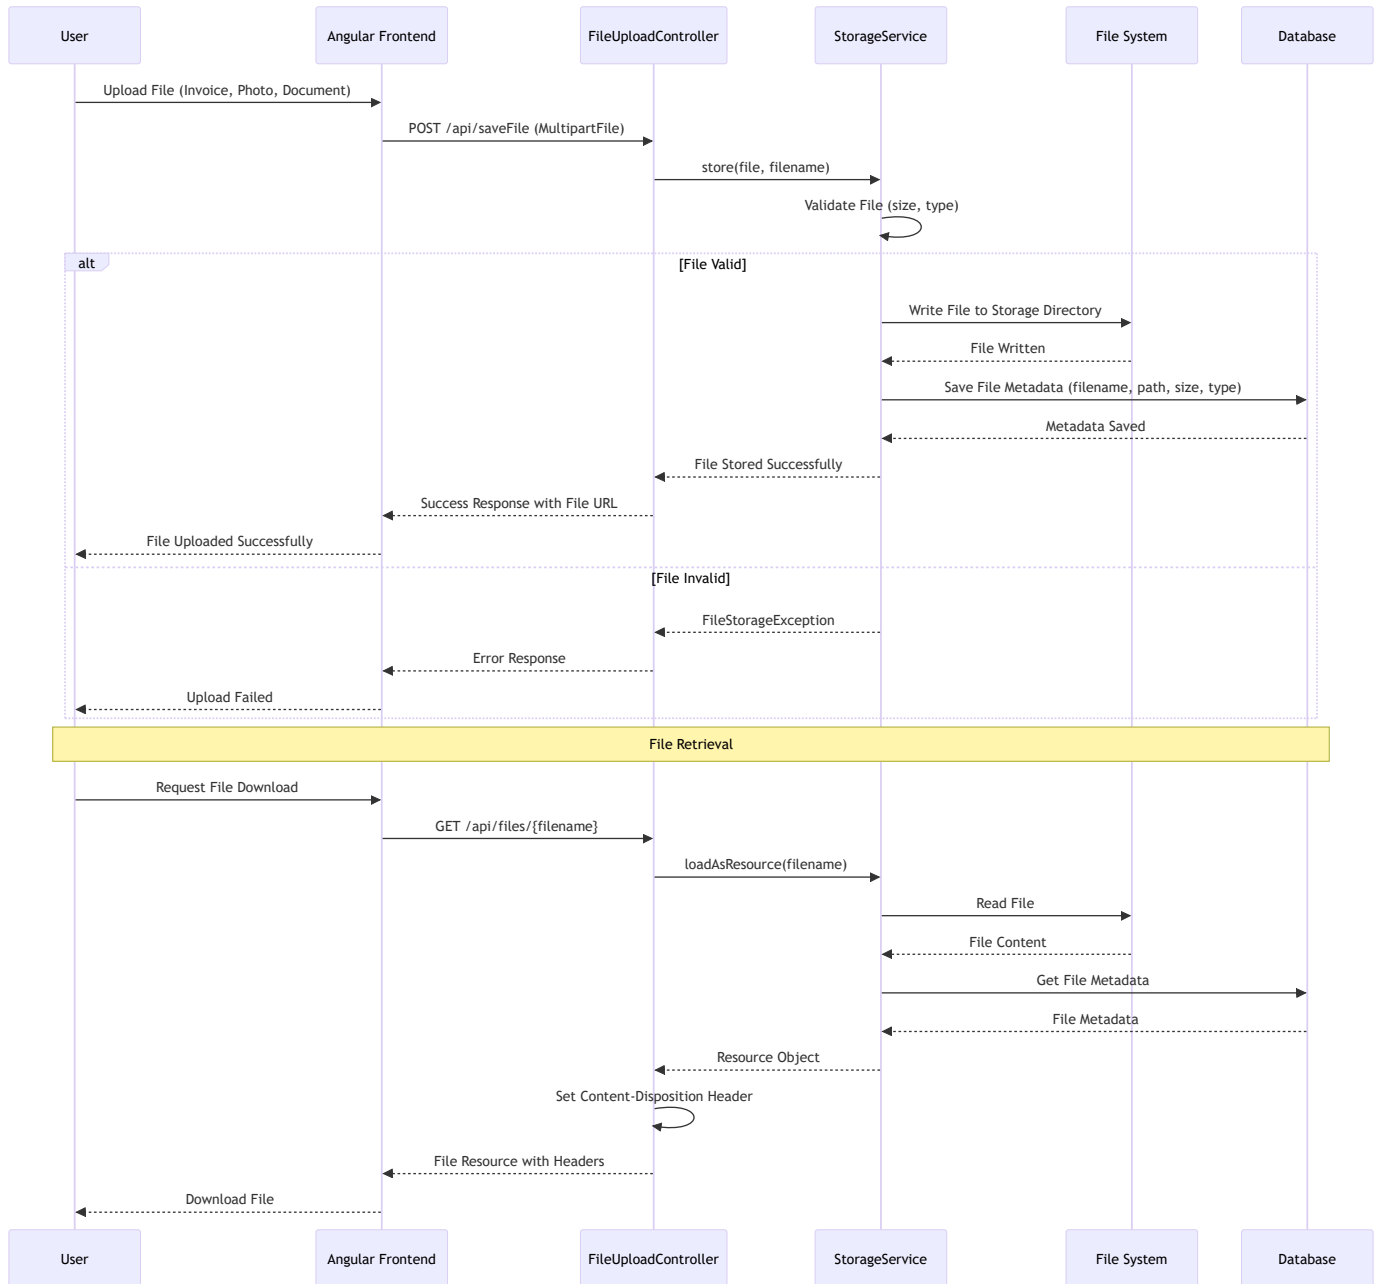 User
Angular Frontend
FileUploadController
StorageService
File System
Database
Upload File (Invoice, Photo, Document)
POST /api/saveFile (MultipartFile)
store(file, filename)
Validate File (size, type)
alt
[File Valid]
Write File to Storage Directory
File Written
Save File Metadata (filename, path, size, type)
Metadata Saved
File Stored Successfully
Success Response with File URL
File Uploaded Successfully
[File Invalid]
FileStorageException
Error Response
Upload Failed
File Retrieval
Request File Download
GET /api/files/{filename}
loadAsResource(filename)
Read File
File Content
Get File Metadata
File Metadata
Resource Object
Set Content-Disposition Header
File Resource with Headers
Download File
User
Angular Frontend
FileUploadController
StorageService
File System
Database